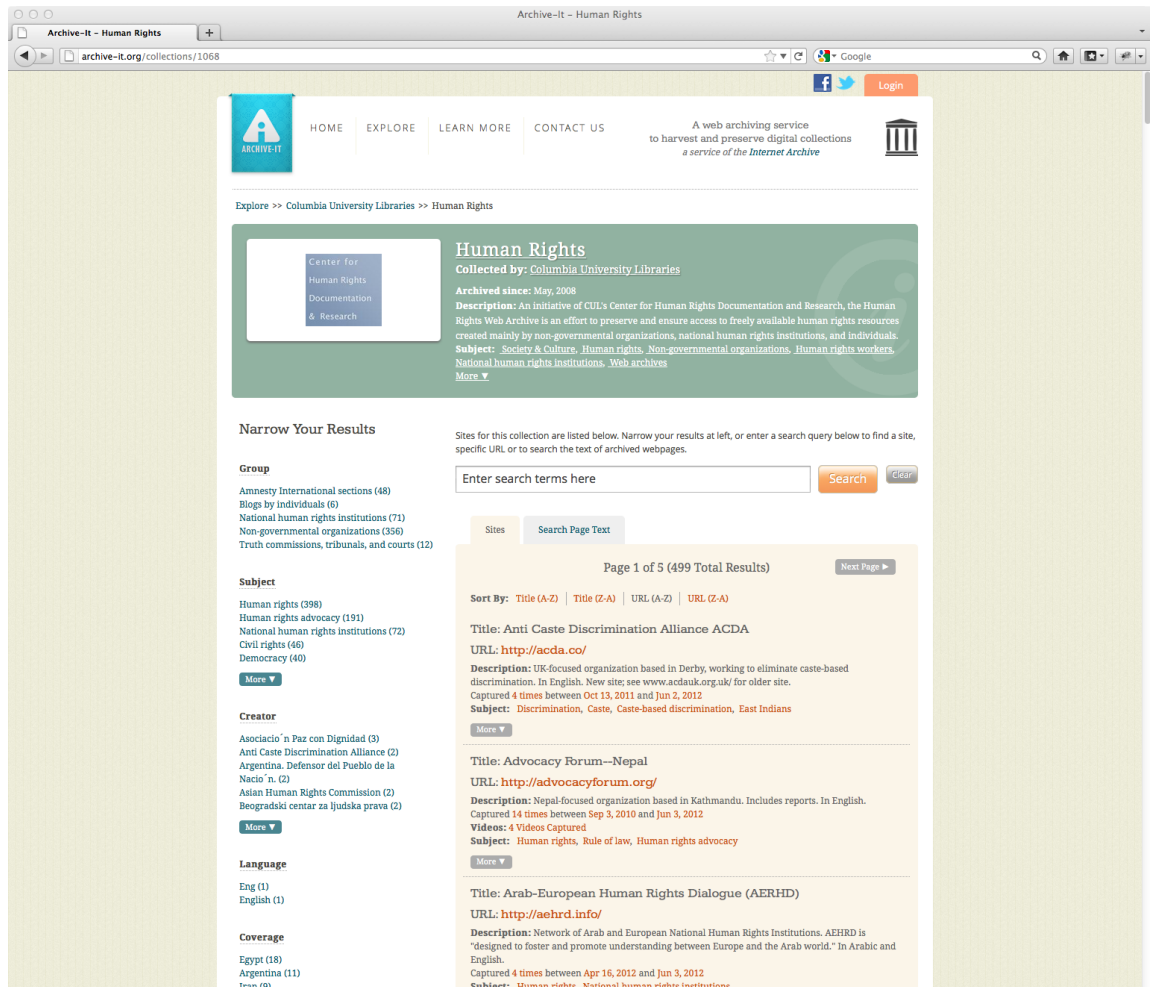 Archive-It – Human Rights
Archive-It – Human Rights
archive-it.org/collections/1068
Google
Login
ARCHIVE-IT
HOME EXPLORE LEARN MORE CONTACT US
A web archiving service
to harvest and preserve digital collections
a service of the Internet Archive
Explore >> Columbia University Libraries >> Human Rights
Center for
Human Rights
Documentation
& Research
Human Rights
Collected by: Columbia University Libraries
Archived since: May, 2008
Description: An initiative of CUL's Center for Human Rights Documentation and Research, the Human
Rights Web Archive is an effort to preserve and ensure access to freely available human rights resources
created mainly by non-governmental organizations, national human rights institutions, and individuals.
Subject: Society & Culture, Human rights, Non-governmental organizations, Human rights workers,
National human rights institutions, Web archives
More ▼
Narrow Your Results
Group
Amnesty International sections (48)
Blogs by individuals (6)
National human rights institutions (71)
Non-governmental organizations (356)
Truth commissions, tribunals, and courts (12)
Subject
Human rights (398)
Human rights advocacy (191)
National human rights institutions (72)
Civil rights (46)
Democracy (40)
More ▼
Creator
Asociacio´n Paz con Dignidad (3)
Anti Caste Discrimination Alliance (2)
Argentina. Defensor del Pueblo de la
Nacio´n. (2)
Asian Human Rights Commission (2)
Beogradski centar za ljudska prava (2)
More ▼
Language
Eng (1)
English (1)
Coverage
Egypt (18)
Argentina (11)
Iran (9)
Sites for this collection are listed below. Narrow your results at left, or enter a search query below to find a site,
specific URL or to search the text of archived webpages.
Enter search terms here
Search
Clear
Sites Search Page Text
Page 1 of 5 (499 Total Results)
Next Page ►
Sort By: Title (A-Z) Title (Z-A) URL (A-Z) URL (Z-A)
Title: Anti Caste Discrimination Alliance ACDA
URL: http://acda.co/
Description: UK-focused organization based in Derby, working to eliminate caste-based
discrimination. In English. New site; see www.acdauk.org.uk/ for older site.
Captured 4 times between Oct 13, 2011 and Jun 2, 2012
Subject: Discrimination, Caste, Caste-based discrimination, East Indians
More ▼
Title: Advocacy Forum--Nepal
URL: http://advocacyforum.org/
Description: Nepal-focused organization based in Kathmandu. Includes reports. In English.
Captured 14 times between Sep 3, 2010 and Jun 3, 2012
Videos: 4 Videos Captured
Subject: Human rights, Rule of law, Human rights advocacy
More ▼
Title: Arab-European Human Rights Dialogue (AERHD)
URL: http://aehrd.info/
Description: Network of Arab and European National Human Rights Institutions. AEHRD is
"designed to foster and promote understanding between Europe and the Arab world." In Arabic and
English.
Captured 4 times between Apr 16, 2012 and Jun 3, 2012
Subject: Human rights, National human rights institutions